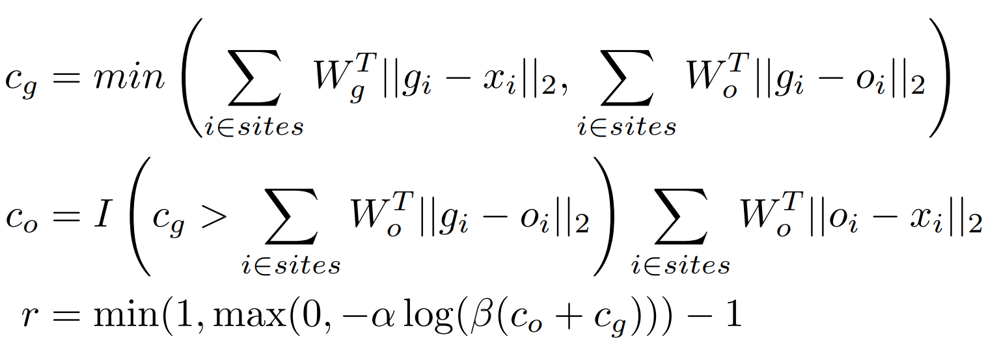 c_g = min ( ∑_{i∈sites} W_g^T ||g_i − x_i||_2, ∑_{i∈sites} W_o^T ||g_i − o_i||_2 )
c_o = I ( c_g > ∑_{i∈sites} W_o^T ||g_i − o_i||_2 ) ∑_{i∈sites} W_o^T ||o_i − x_i||_2
r = min(1, max(0, −α log(β(c_o + c_g)))) − 1